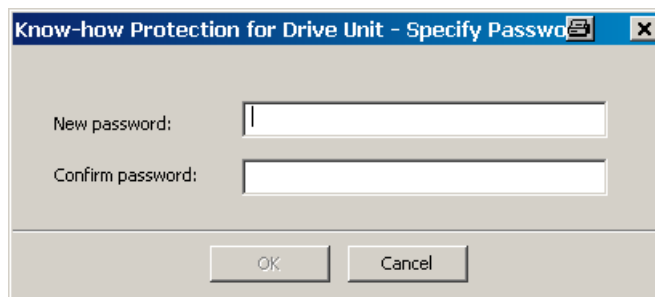 Know-how Protection for Drive Unit - Specify Passwo
New password:
Confirm password:
OK Cancel